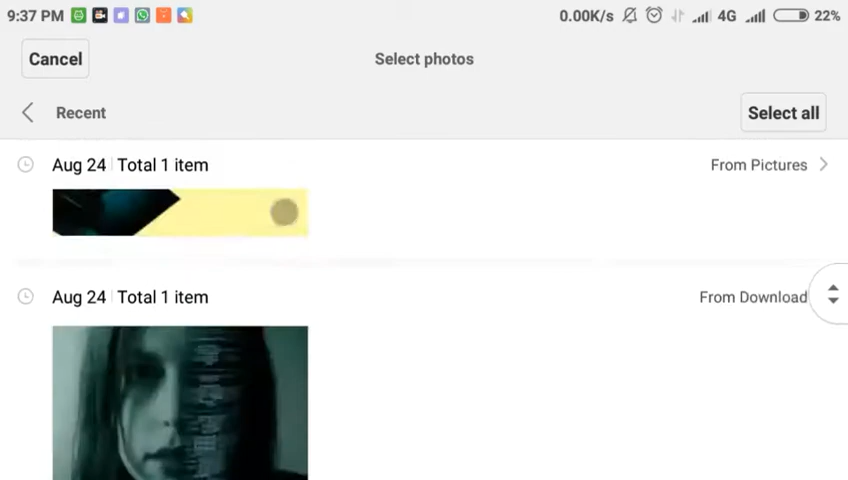 9:37 PM 0.00K/s 4G 22%
Cancel Select photos
Recent Select all
Aug 24 Total 1 item From Pictures
Aug 24 Total 1 item From Download